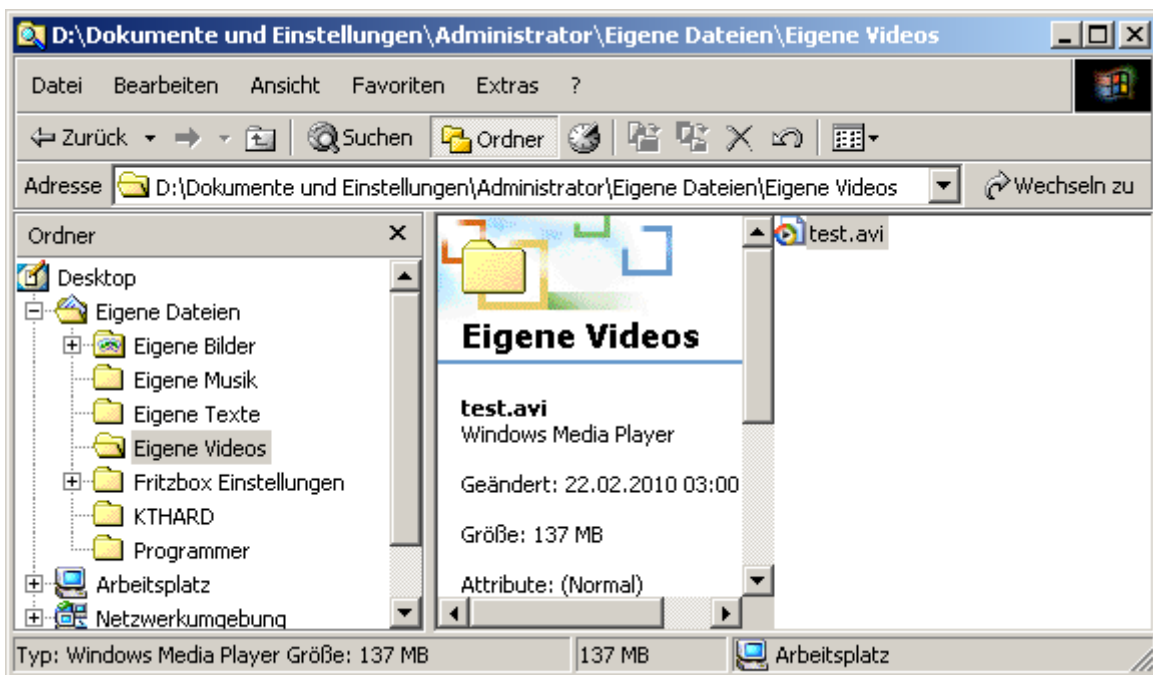 D:\Dokumente und Einstellungen\Administrator\Eigene Dateien\Eigene Videos
Datei Bearbeiten Ansicht Favoriten Extras ?
Zurück Suchen Ordner
Adresse D:\Dokumente und Einstellungen\Administrator\Eigene Dateien\Eigene Videos Wechseln zu
Ordner
Desktop
Eigene Dateien
Eigene Bilder
Eigene Musik
Eigene Texte
Eigene Videos
Fritzbox Einstellungen
KTHARD
Programmer
Arbeitsplatz
Netzwerkumgebung
Eigene Videos
test.avi
Windows Media Player
Geändert: 22.02.2010 03:00
Größe: 137 MB
Attribute: (Normal)
test.avi
Typ: Windows Media Player Größe: 137 MB 137 MB Arbeitsplatz